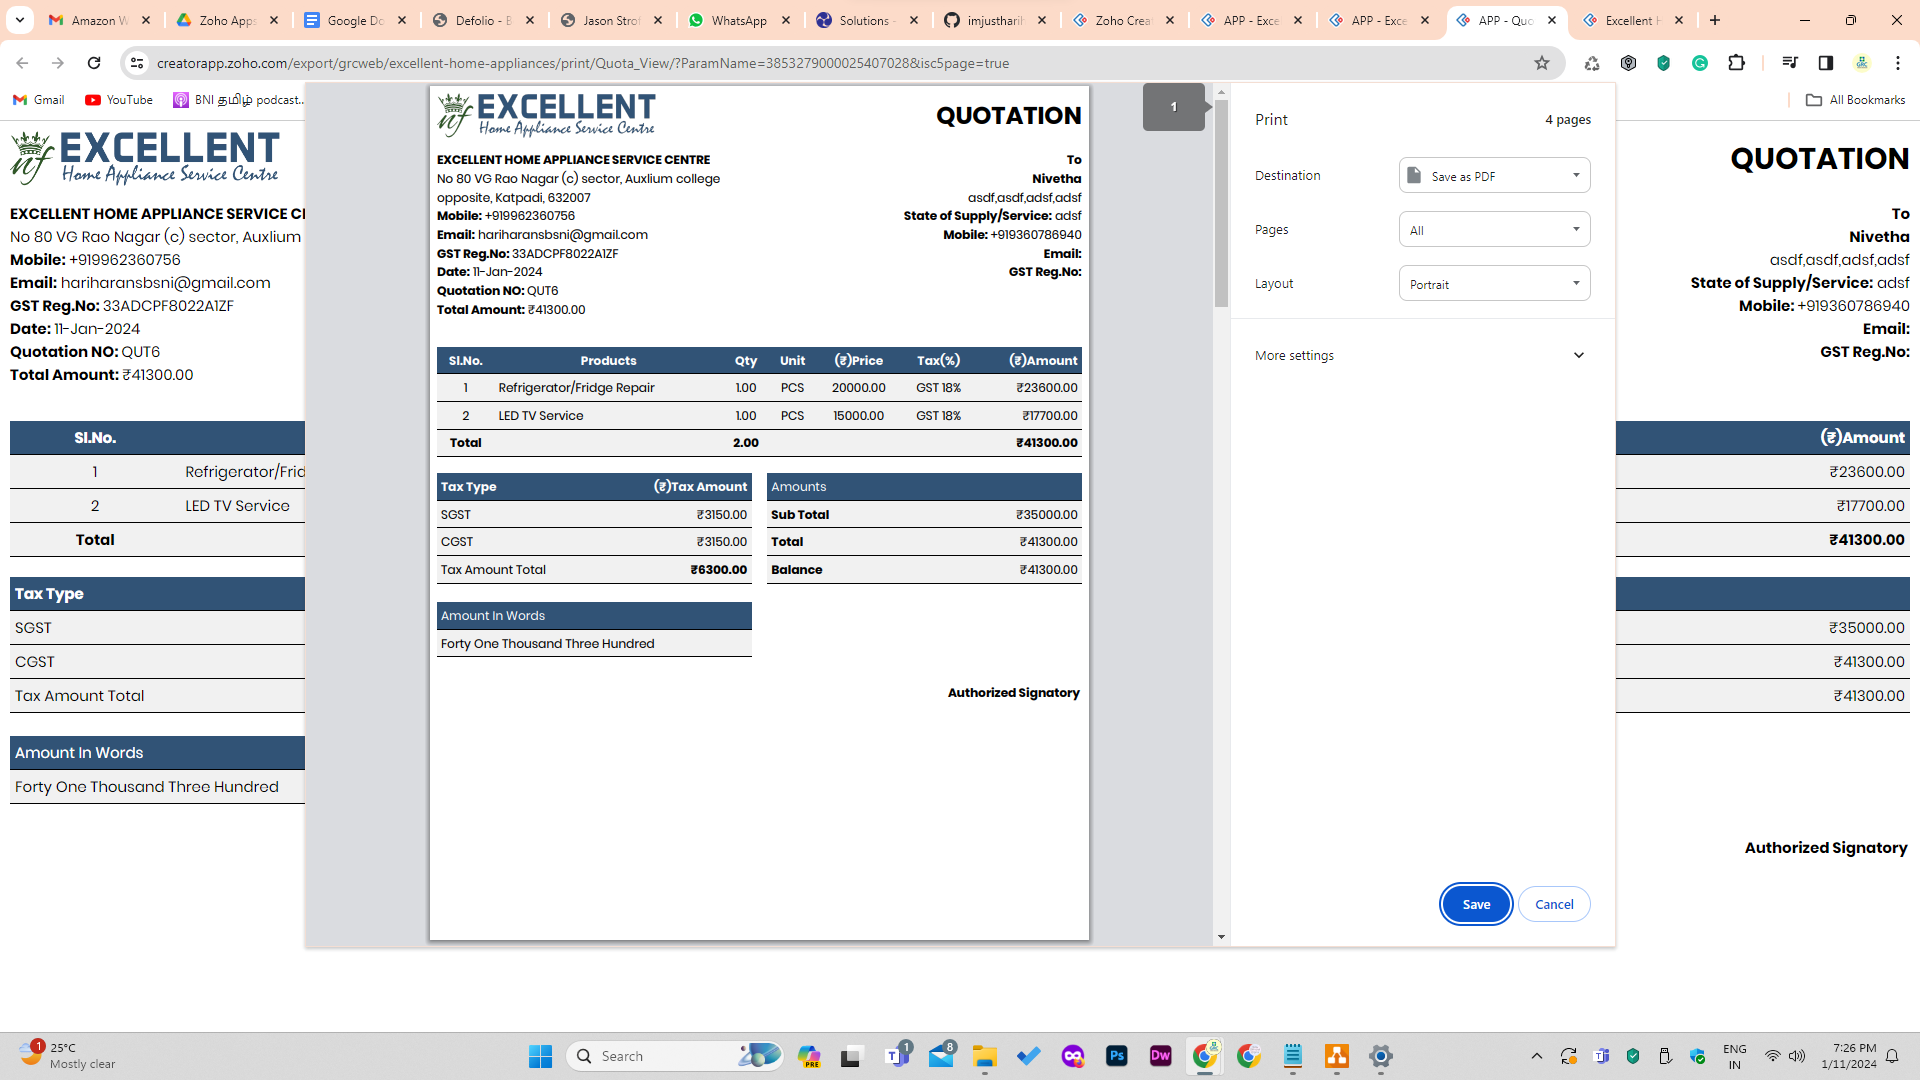 Amazon W
Zoho Apps
Google Do
Defolio - B
Jason Strof
WhatsApp
Solutions -
imjustharih
Zoho Crea
APP - Exce
APP - Exce
APP - Quo
Excellent H
creatorapp.zoho.com/export/grcweb/excellent-home-appliances/print/Quota_View/?ParamName=3853279000025407028&isc5page=true
Gmail
YouTube
BNI தமிழ் podcast...
All Bookmarks
nf EXCELLENT
Home Appliance Service Centre
EXCELLENT HOME APPLIANCE SERVICE CE
No 80 VG Rao Nagar (c) sector, Auxlium
Mobile: +919962360756
Email: hariharansbsni@gmail.com
GST Reg.No: 33ADCPF8022A1ZF
Date: 11-Jan-2024
Quotation NO: QUT6
Total Amount: ₹41300.00
Sl.No.
1 Refrigerator/Frid
2 LED TV Service
Total
Tax Type
SGST
CGST
Tax Amount Total
Amount In Words
Forty One Thousand Three Hundred
nf EXCELLENT
Home Appliance Service Centre
QUOTATION
EXCELLENT HOME APPLIANCE SERVICE CENTRE
No 80 VG Rao Nagar (c) sector, Auxlium college
opposite, Katpadi, 632007
Mobile: +919962360756
Email: hariharansbsni@gmail.com
GST Reg.No: 33ADCPF8022A1ZF
Date: 11-Jan-2024
Quotation NO: QUT6
Total Amount: ₹41300.00
To
Nivetha
asdf,asdf,adsf,adsf
State of Supply/Service: adsf
Mobile: +919360786940
Email:
GST Reg.No:
Sl.No. Products Qty Unit (₹)Price Tax(%) (₹)Amount
1 Refrigerator/Fridge Repair 1.00 PCS 20000.00 GST 18% ₹23600.00
2 LED TV Service 1.00 PCS 15000.00 GST 18% ₹17700.00
Total 2.00 ₹41300.00
Tax Type (₹)Tax Amount
SGST ₹3150.00
CGST ₹3150.00
Tax Amount Total ₹6300.00
Amounts
Sub Total ₹35000.00
Total ₹41300.00
Balance ₹41300.00
Amount In Words
Forty One Thousand Three Hundred
Authorized Signatory
1
Print 4 pages
Destination Save as PDF
Pages All
Layout Portrait
More settings
Save
Cancel
QUOTATION
To
Nivetha
asdf,asdf,adsf,adsf
State of Supply/Service: adsf
Mobile: +919360786940
Email:
GST Reg.No:
(₹)Amount
₹23600.00
₹17700.00
₹41300.00
₹35000.00
₹41300.00
₹41300.00
Authorized Signatory
1
25°C
Mostly clear
Search
PRE
1
8
Ps
Dw
ENG
IN
7:26 PM
1/11/2024